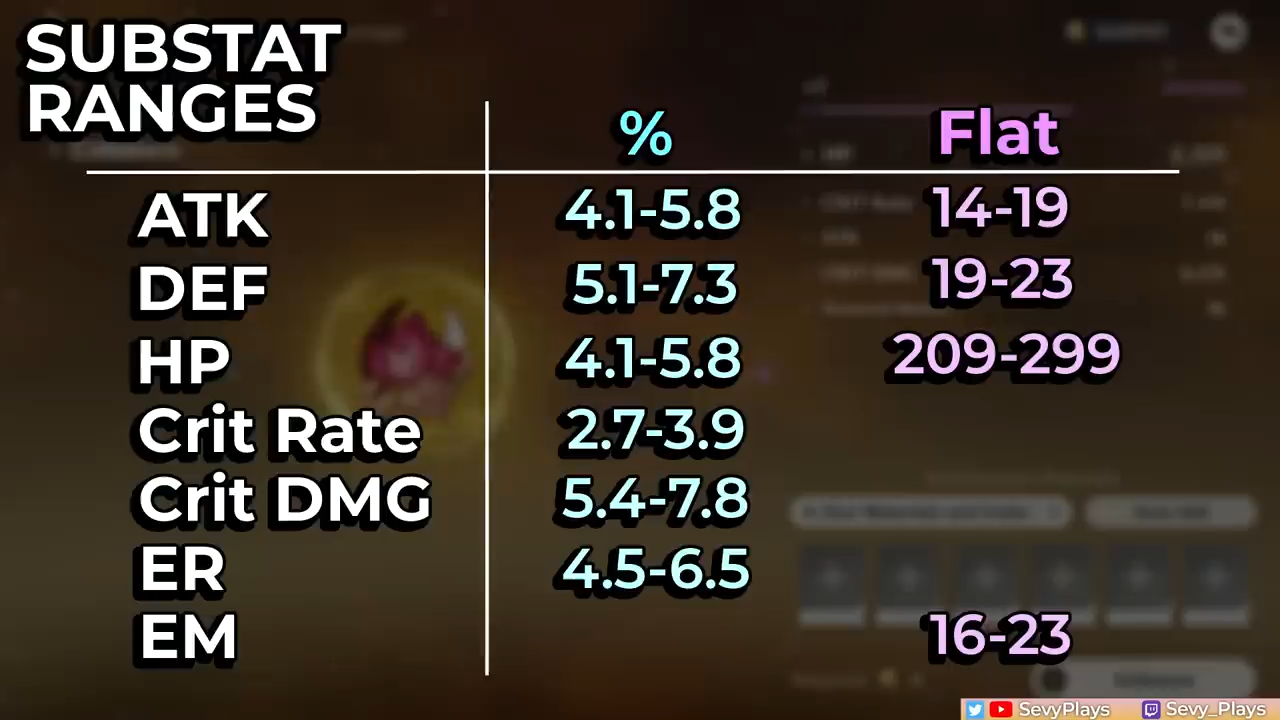 SUBSTAT
RANGES
% Flat
ATK 4.1-5.8 14-19
DEF 5.1-7.3 19-23
HP 4.1-5.8 209-299
Crit Rate 2.7-3.9
Crit DMG 5.4-7.8
ER 4.5-6.5
EM 16-23
SevyPlays Sevy_Plays